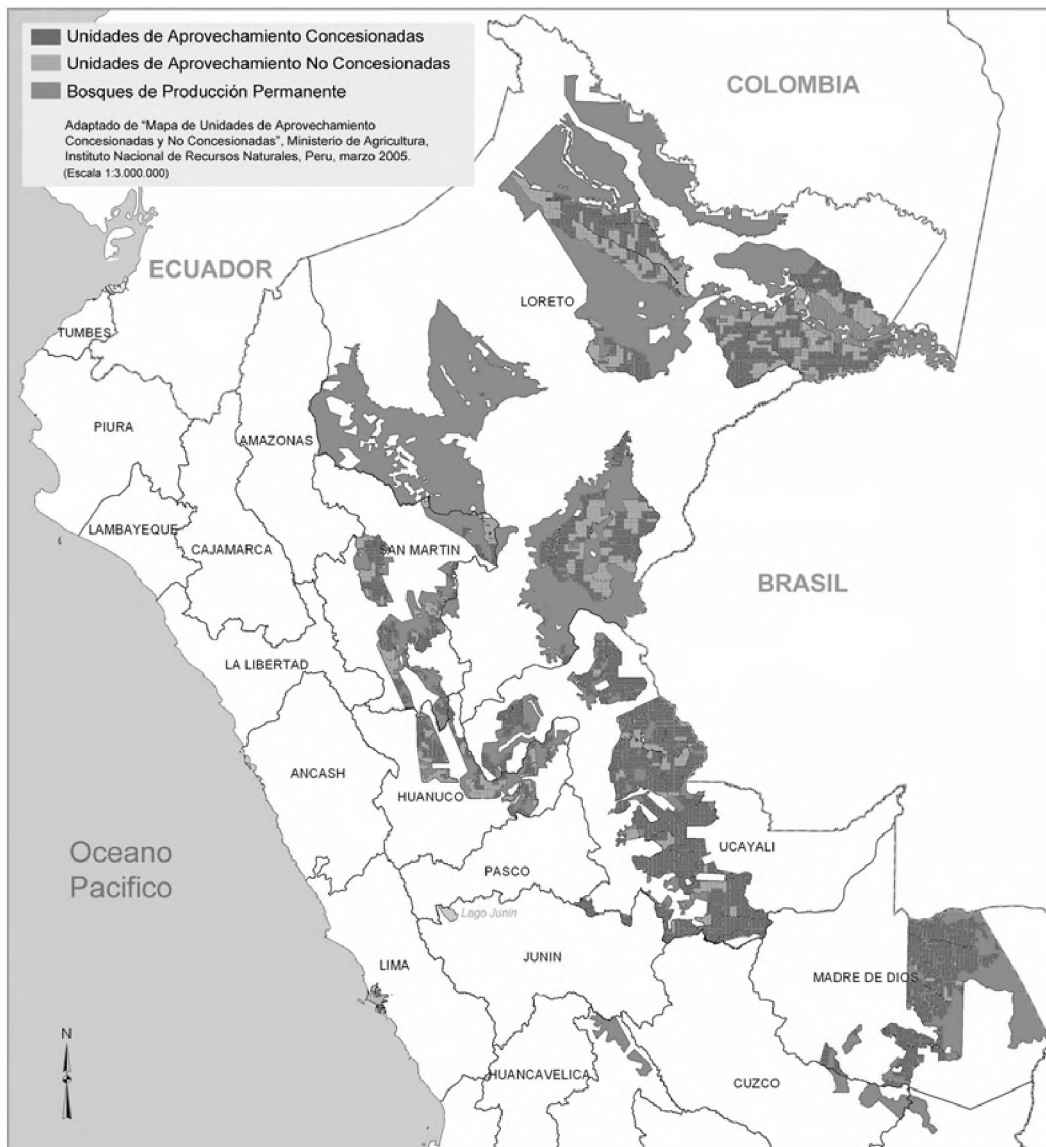 Unidades de Aprovechamiento Concesionadas
Unidades de Aprovechamiento No Concesionadas
Bosques de Producción Permanente
Adaptado de “Mapa de Unidades de Aprovechamiento
Concesionadas y No Concesionadas”, Ministerio de Agricultura,
Instituto Nacional de Recursos Naturales, Peru, marzo 2005.
(Escala 1:3.000.000)
COLOMBIA
ECUADOR
LORETO
TUMBES
PIURA
AMAZONAS
LAMBAYEQUE
CAJAMARCA
SAN MARTIN
BRASIL
LA LIBERTAD
ANCASH
HUANUCO
UCAYALI
Oceano
Pacifico
PASCO
Lago Junin
JUNIN
LIMA
MADRE DE DIOS
N
HUANCAVELICA
CUZCO